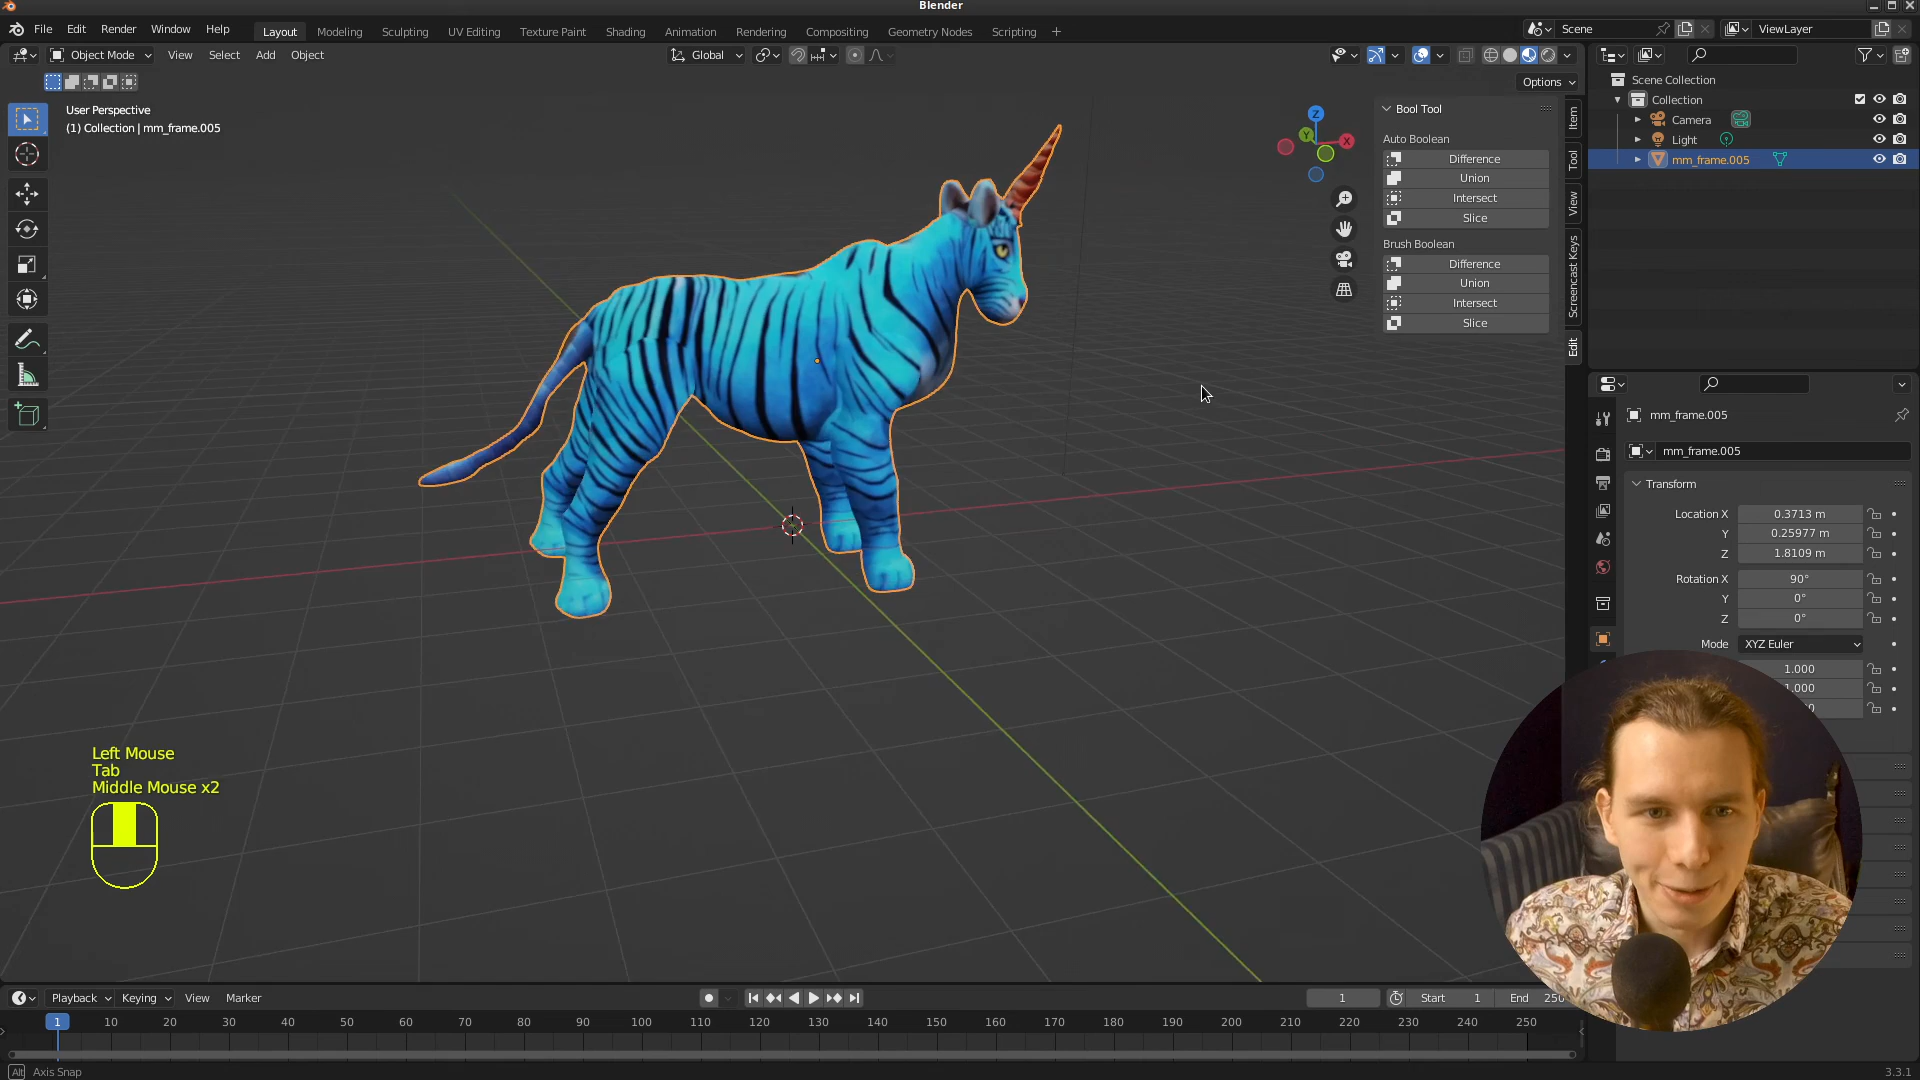 Blender
File Edit Render Window Help
Layout Modeling Sculpting UV Editing Texture Paint Shading Animation Rendering Compositing Geometry Nodes Scripting
Scene
ViewLayer
Object Mode View Select Add Object
Global
Options
User Perspective
(1) Collection | mm_frame.005
Bool Tool
Auto Boolean
Difference
Union
Intersect
Slice
Brush Boolean
Difference
Union
Intersect
Slice
Item
Tool
View
Screencast Keys
Edit
Z
Y
X
Scene Collection
Collection
Camera
Light
mm_frame.005
mm_frame.005
mm_frame.005
Transform
Location X 0.3713 m
Y 0.25977 m
Z 1.8109 m
Rotation X 90°
Y 0°
Z 0°
Mode XYZ Euler
1.000
1.000
Left Mouse
Tab
Middle Mouse x2
Playback Keying View Marker
1
Start 1
End 250
1 10 20 30 40 50 60 70 80 90 100 110 120 130 140 150 160 170 180 190 200 210 220 230 240 250
Alt Axis Snap
3.3.1